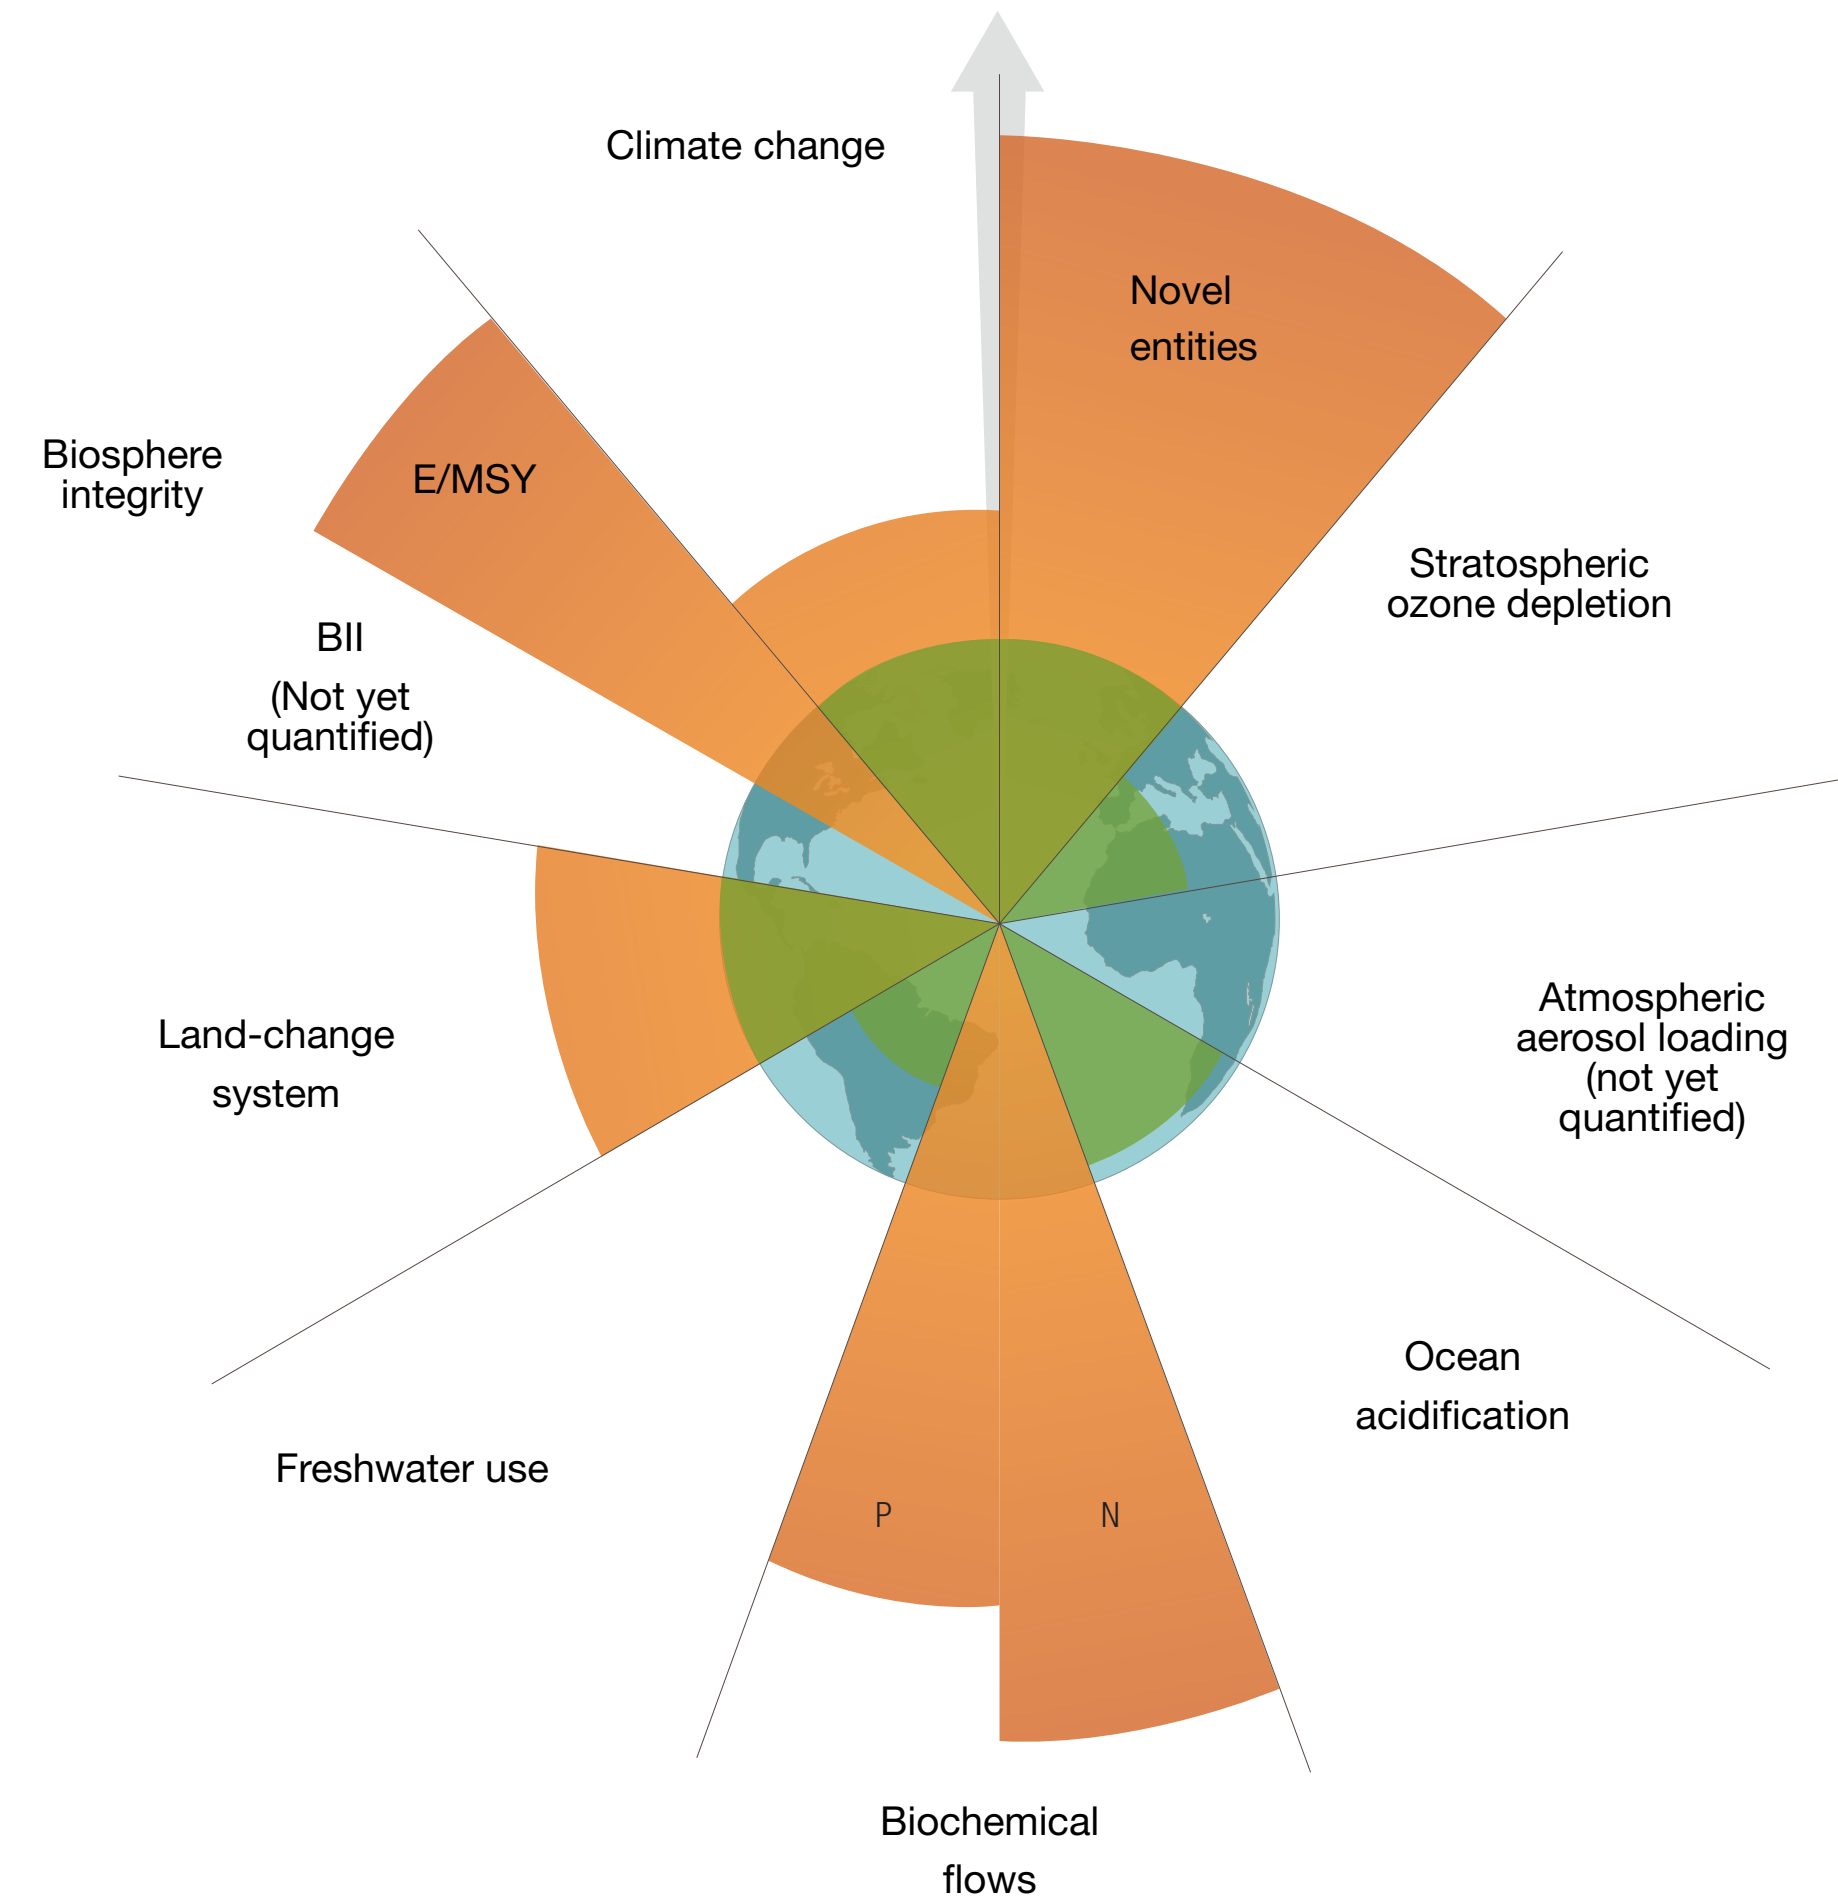 Climate change
Novel
entities
Biosphere
integrity
E/MSY
Stratospheric
ozone depletion
BII
(Not yet
quantified)
Atmospheric
aerosol loading
(not yet
quantified)
Land-change
system
Ocean
acidification
Freshwater use
P
N
Biochemical
flows